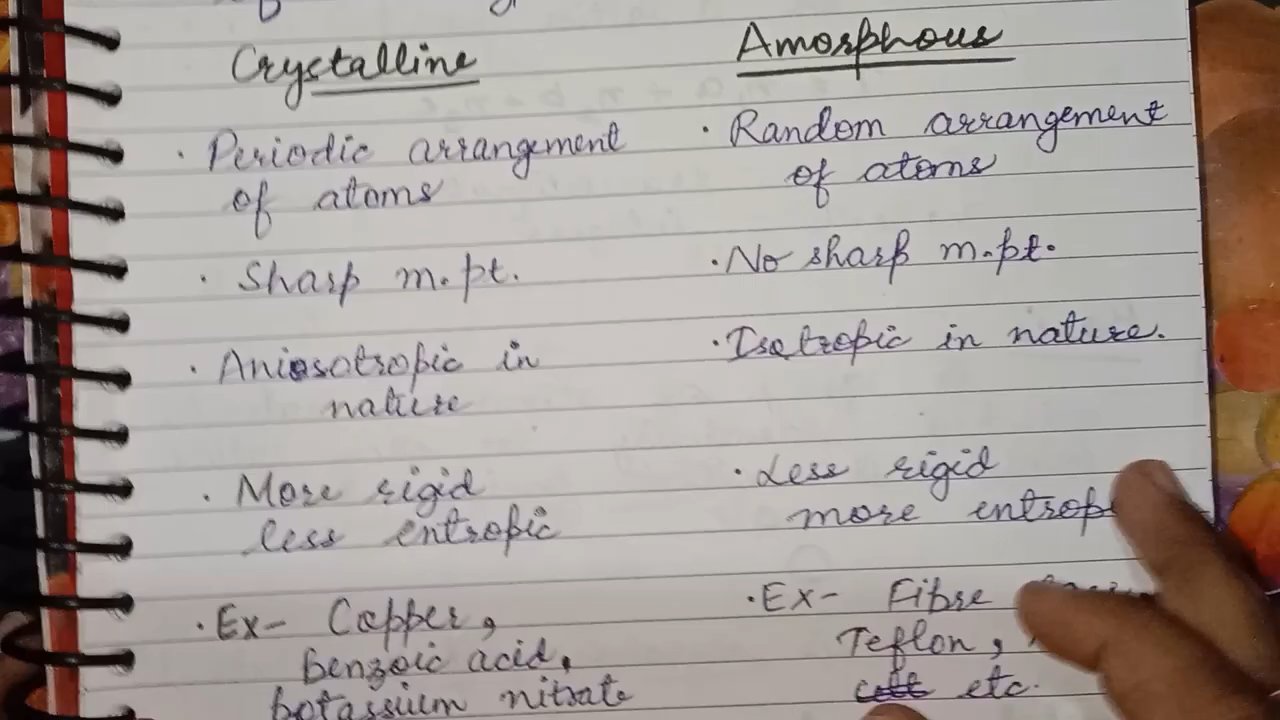 Crystalline
Amorphous
· Periodic arrangement
of atoms
· Random arrangement
of atoms
· Sharp m.pt.
· No sharp m.pt.
· Aniosotropic in
nature
· Isotropic in nature.
· More rigid
less entropic
· Less rigid
more
· Ex- Copper,
Benzoic acid,
potassium nitrate
· Ex- Fibre
Teflon,
etc.